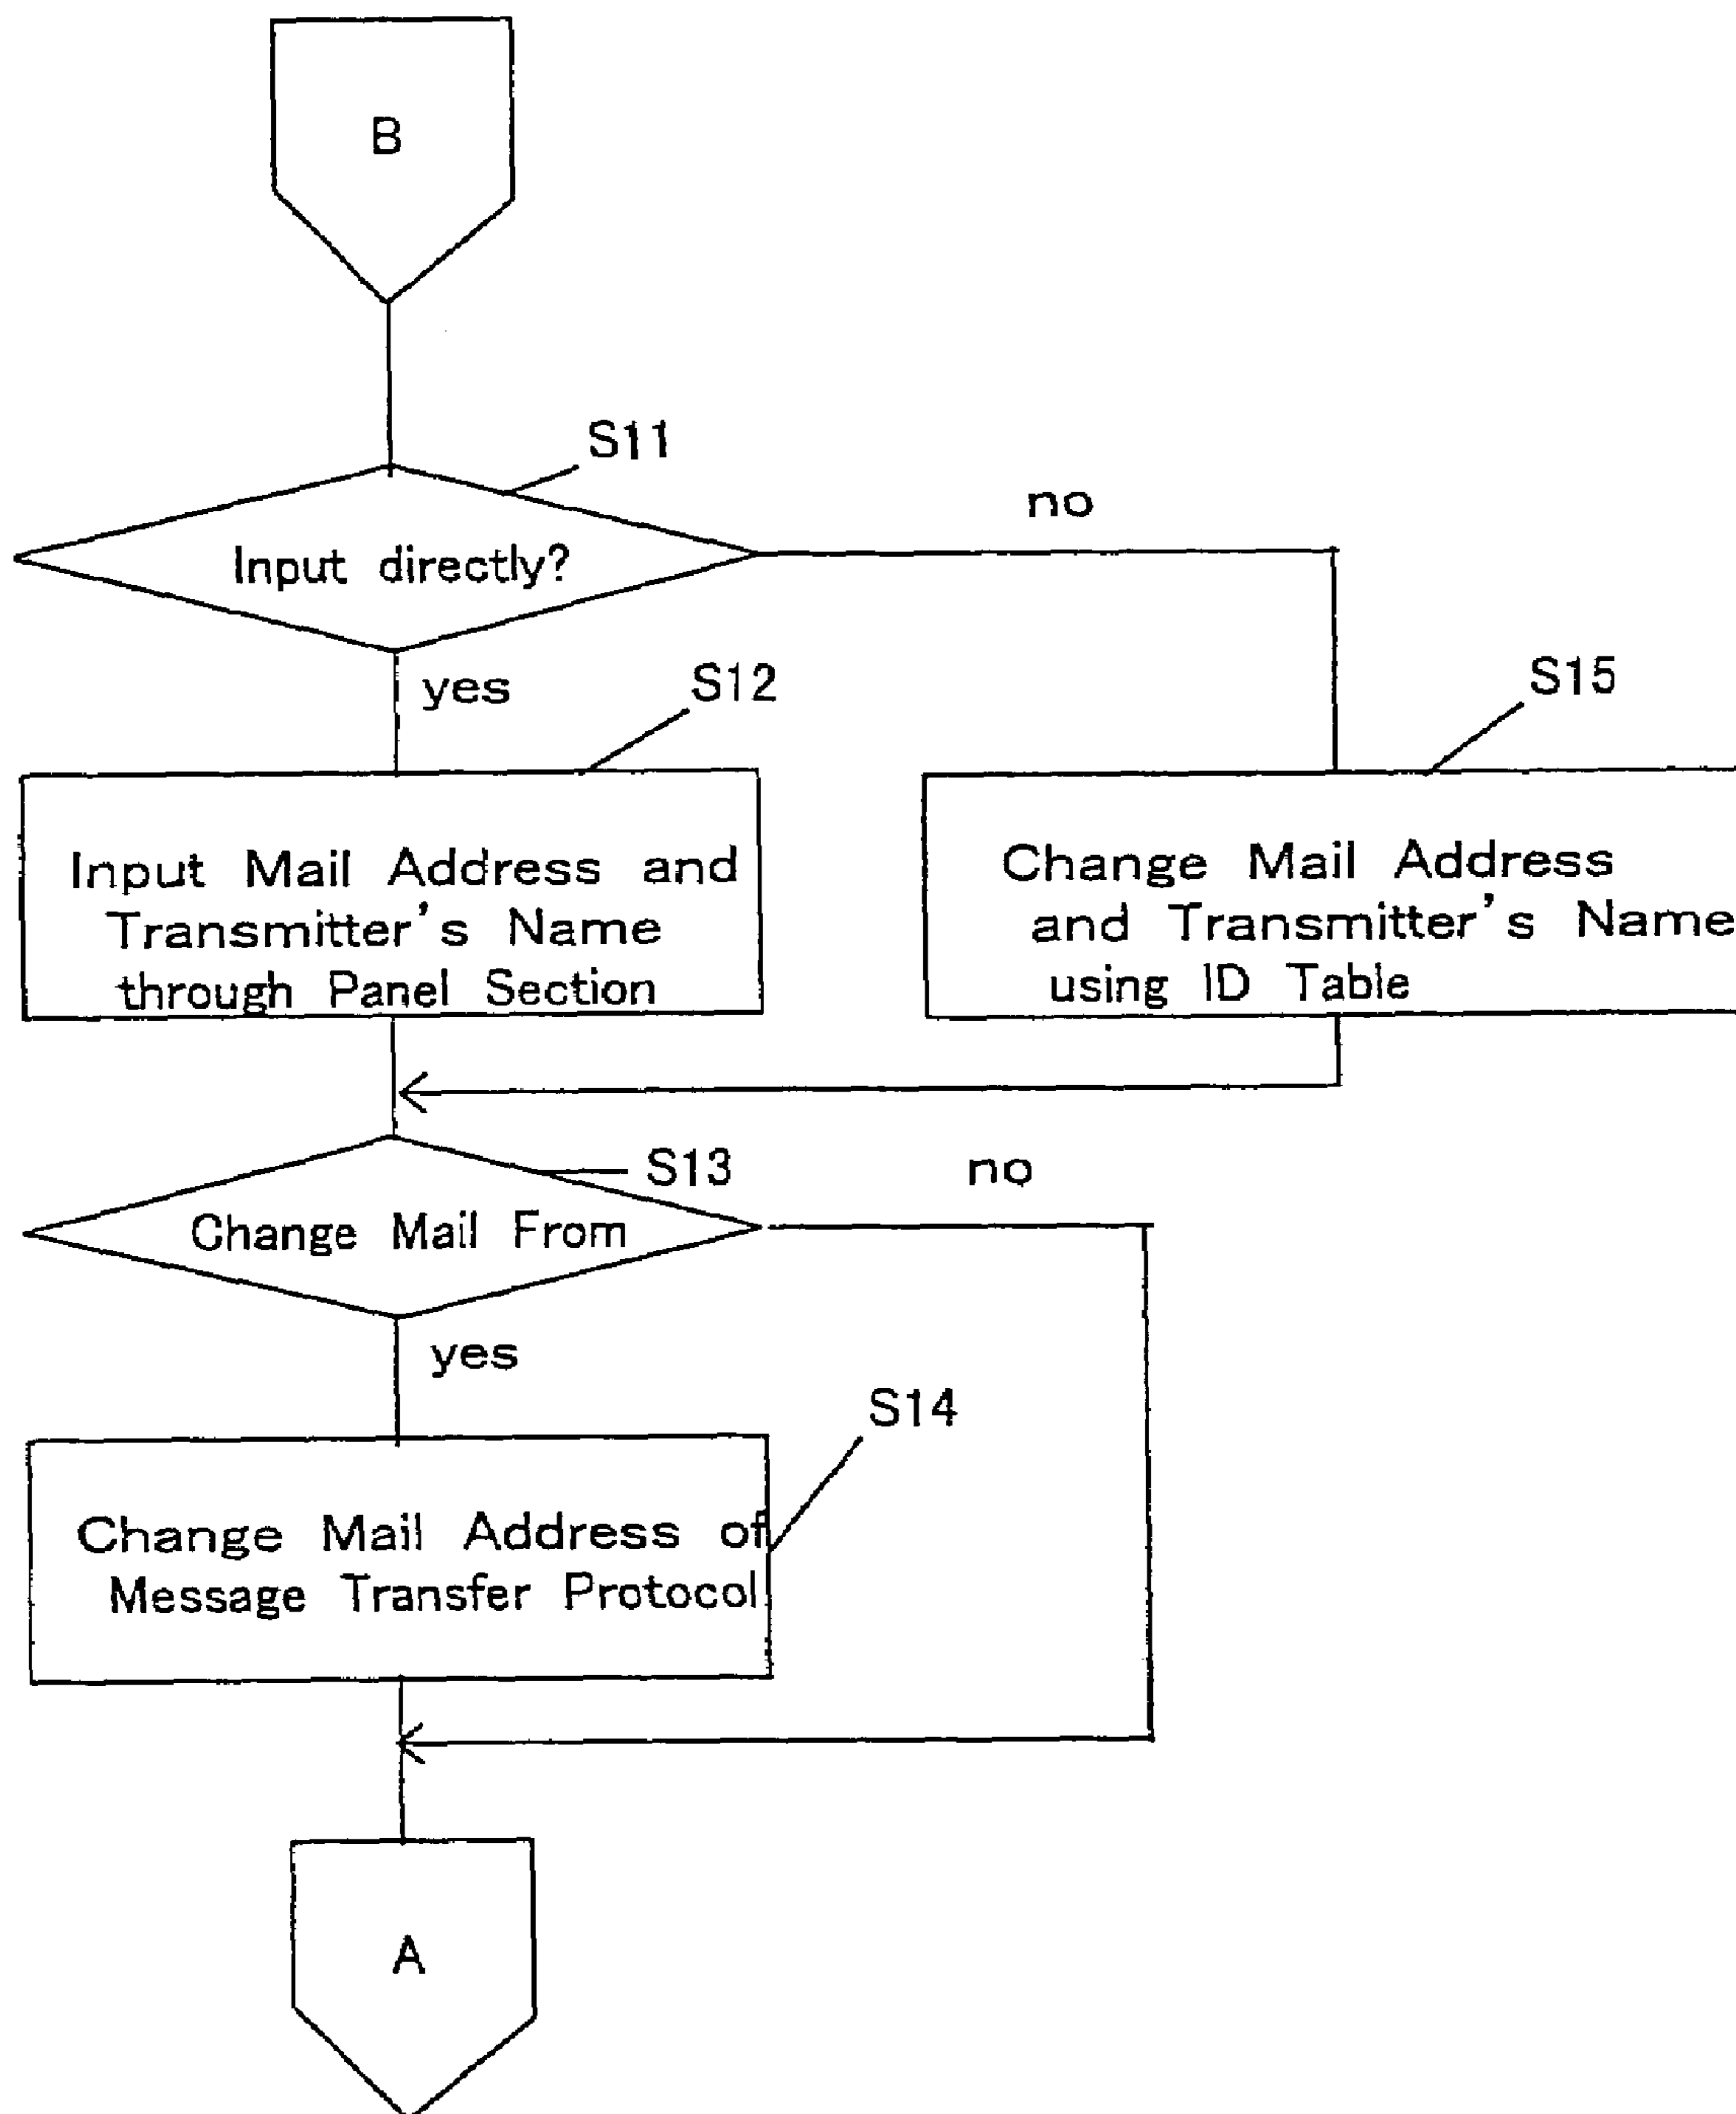 B
S11
no
Input directly?
yes
S12
S15
Input Mail Address and
Transmitter's Name
through Panel Section
Change Mail Address
and Transmitter's Name
using ID Table
S13
no
Change Mail From
yes
S14
Change Mail Address of
Message Transfer Protocol
A